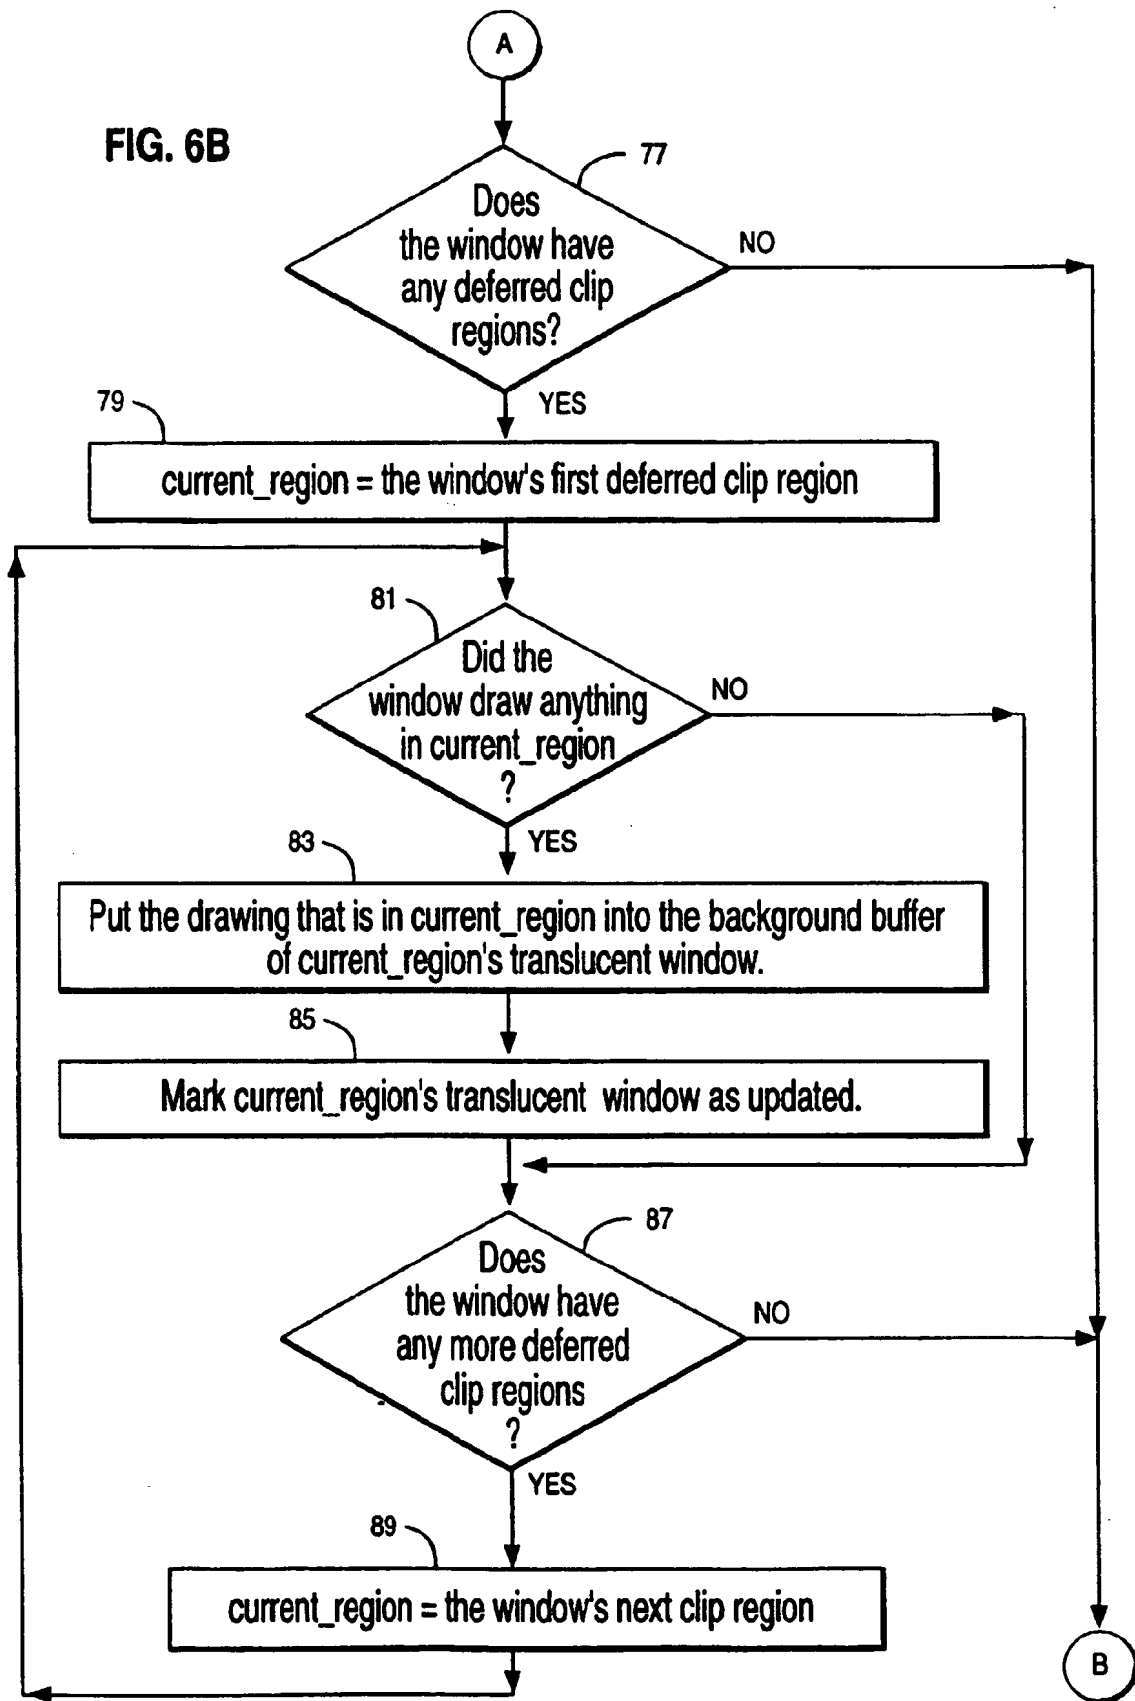 A
FIG. 6B
77
Does
the window have
any deferred clip
regions?
NO
YES
79
current_region = the window's first deferred clip region
81
Did the
window draw anything
in current_region
?
NO
YES
83
Put the drawing that is in current_region into the background buffer
of current_region's translucent window.
85
Mark current_region's translucent window as updated.
87
Does
the window have
any more deferred
clip regions
?
NO
YES
89
current_region = the window's next clip region
B